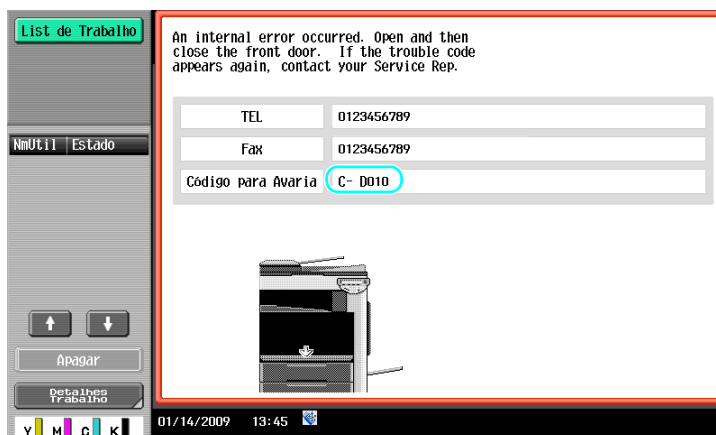 List de Trabalho
An internal error occurred. Open and then
close the front door. If the trouble code
appears again, contact your Service Rep.
TEL 0123456789
NmUtil Estado
Fax 0123456789
Código para Avaria C- D010
Apagar
Detalhes
Trabalho
Y M C K
01/14/2009 13:45